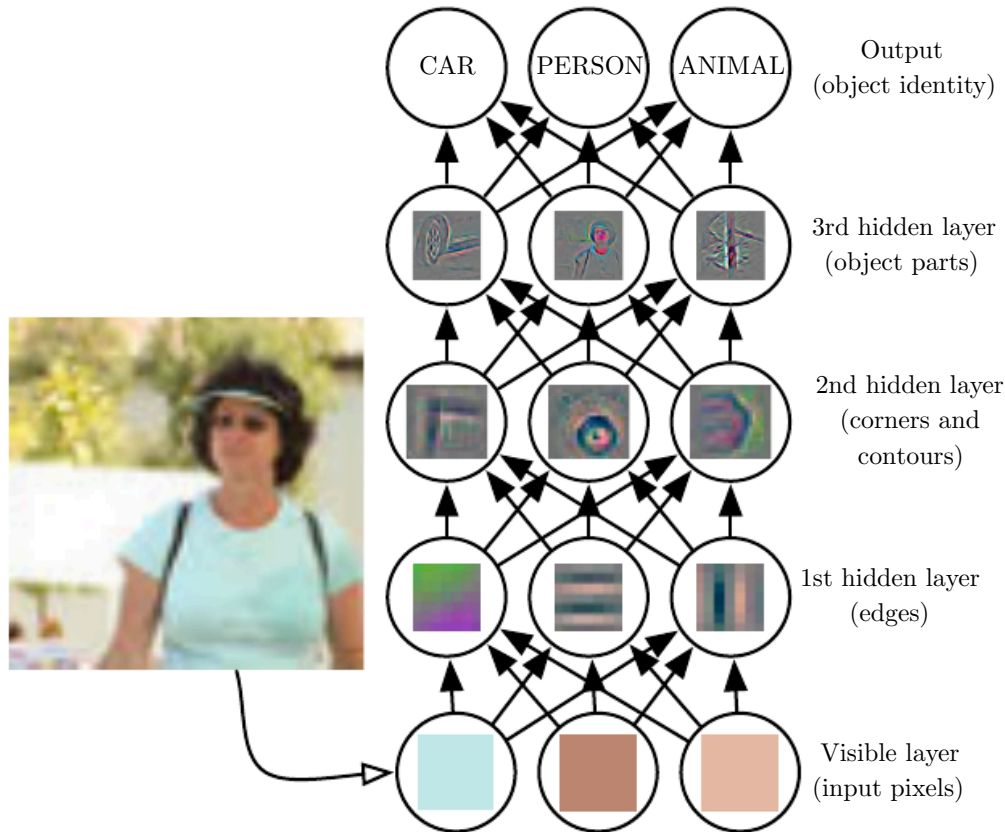 CAR
PERSON
ANIMAL
Output
(object identity)
3rd hidden layer
(object parts)
2nd hidden layer
(corners and
contours)
1st hidden layer
(edges)
Visible layer
(input pixels)